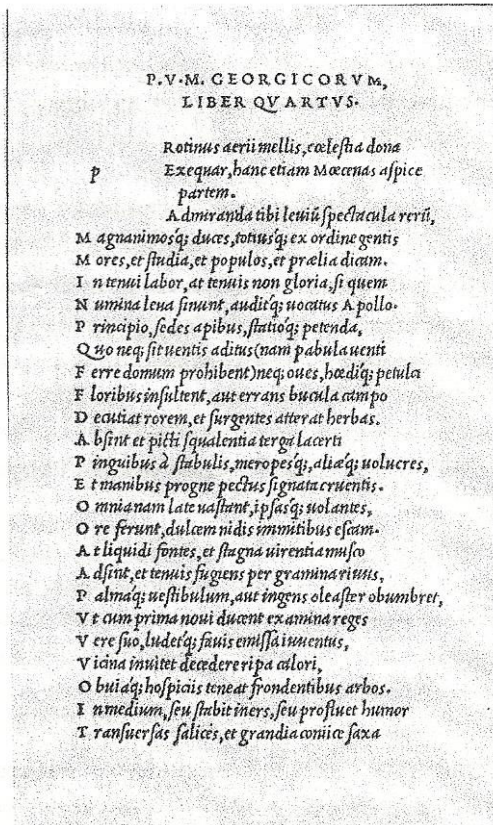 P.V.M. GEORGICORVM,
LIBER QVARTVS.
Rotinus aerii mellis, cœlestia dona
p Exequar, hanc etiam Mœcenas aspice
partem.
Admiranda tibi leuiũ spectacula rerũ,
M agnanimosq́; duces, totiusq́; ex ordine gentis
M ores, et studia, et populos, et prælia dicam.
I n tenui labor, at tenuis non gloria, si quem
N umina leua sinunt, auditq́; uocatus Apollo.
P rincipio, sedes apibus, statioq́; petenda,
Q uo neq; sit uentis aditus (nam pabula uenti
F erre domum prohibent) neq; oues, hœdiq́; petulci
F loribus insultent, aut errans bucula campo
D ecutiat rorem, et surgentes atterat herbas.
A bsint et picti squalentia terga lacerti
P inguibus à stabulis, meropesq́;, aliæq́; uolucres,
E t manibus progne pectus signata cruentis.
O mnia nam late uastant, ipsasq́; uolantes,
O re ferunt, dulcem nidis immitibus escam.
A t liquidi fontes, et stagna uirentia musco
A dsint, et tenuis fugiens per gramina riuus,
P almaq́; uestibulum, aut ingens oleaster obumbret,
V t cum prima noui ducent examina reges
V ere suo, ludetq́; fauis emissa iuuentus,
V icina inuitet decedere ripa calori,
O buiaq́; hospiciis teneat frondentibus arbos.
I n medium, seu stabit iners, seu profluet humor
T ransuersas salices, et grandia coniice saxa